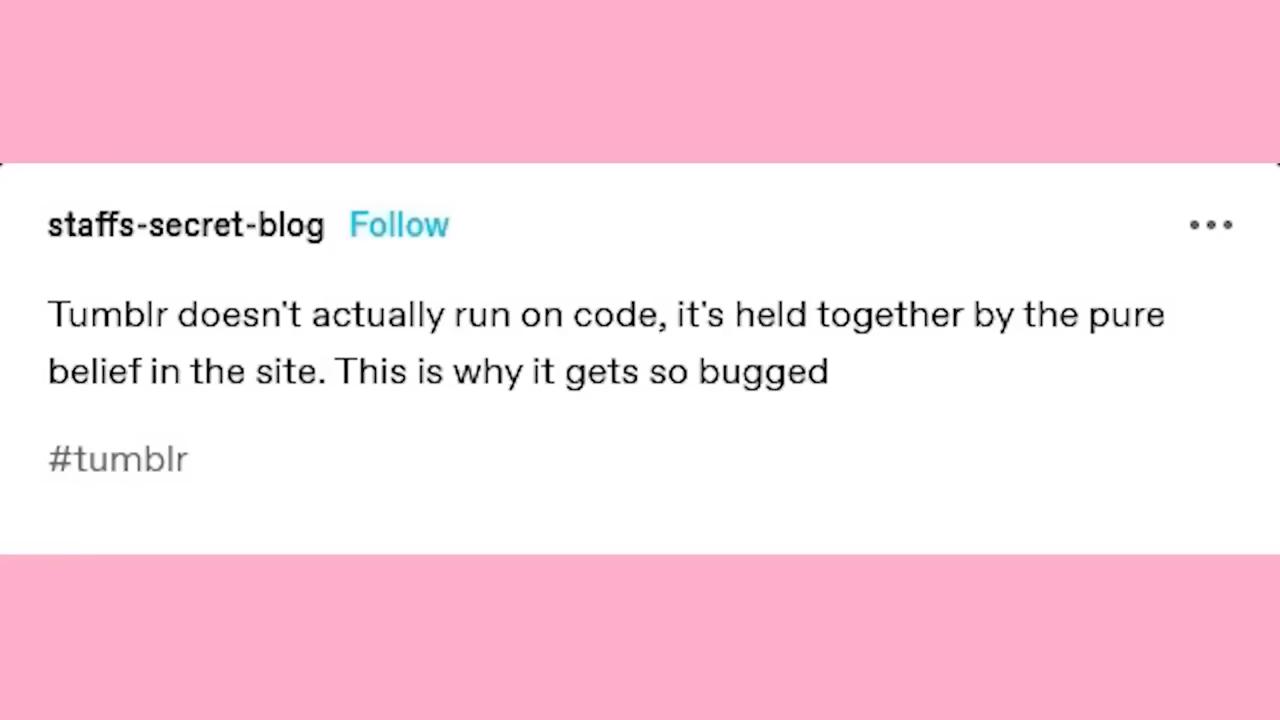 staffs-secret-blog Follow
Tumblr doesn't actually run on code, it's held together by the pure
belief in the site. This is why it gets so bugged
#tumblr